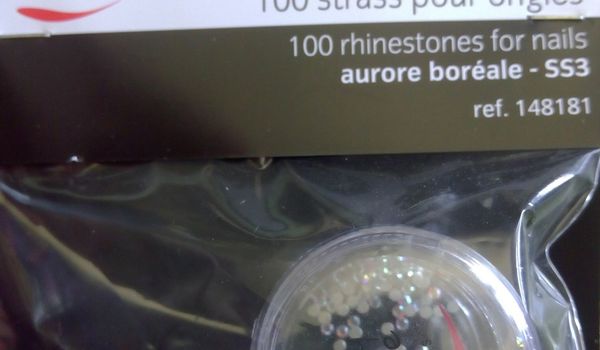 100 strass pour ongles
100 rhinestones for nails
aurore boréale - SS3
ref. 148181